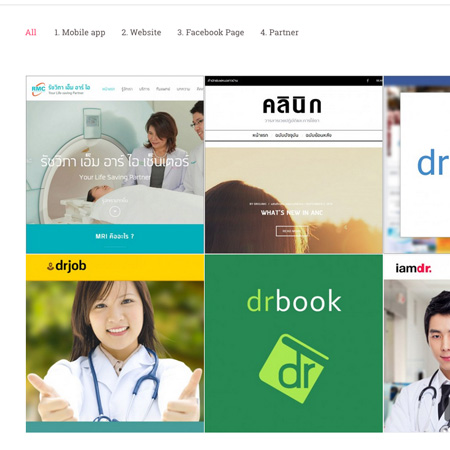 All 1. Mobile app 2. Website 3. Facebook Page 4. Partner
RMC รัชวิภา เอ็ม อาร์ ไอ
Your Life Saving Partner
รัชวิภา เอ็ม อาร์ ไอ เซ็นเตอร์
Your Life Saving Partner
MRI คืออะไร ?
คลินิก
หน้าแรก ฉบับปัจจุบัน ฉบับย้อนหลัง
WHAT'S NEW IN ANC
READ MORE
dr
drjob
drbook
dr
iamdr.